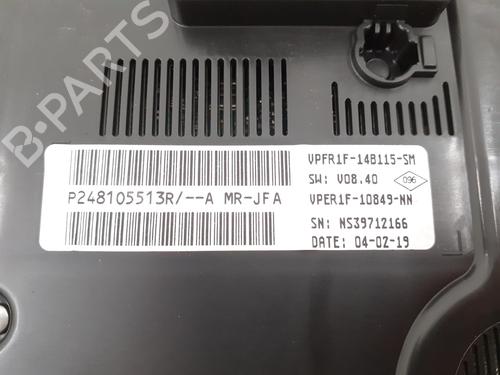 B-PARTS
VPFR1F-14B115-SM
SW: V08.40
096
P248105513R/--A MR-JFA
VPER1F-10849-NN
SN: NS39712166
DATE: 04-02-19